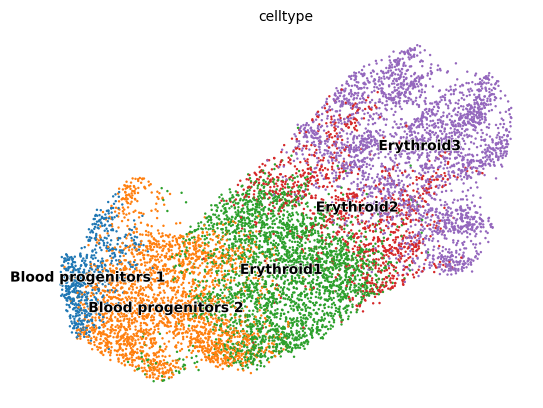 celltype
Erythroid3
Erythroid2
Erythroid1
Blood progenitors 1
Blood progenitors 2